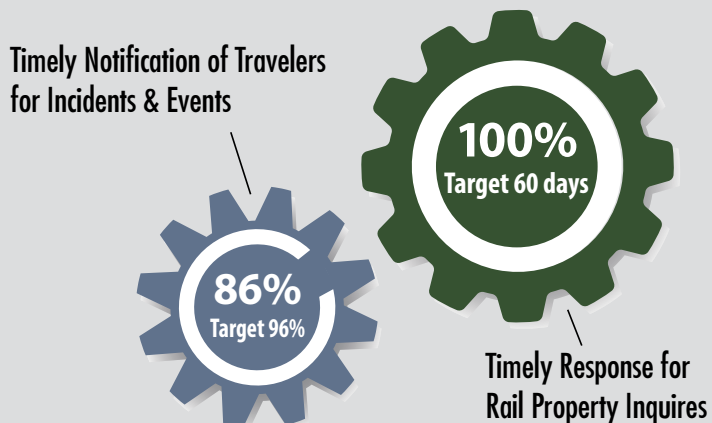 Timely Notification of Travelers
for Incidents & Events
100%
Target 60 days
86%
Target 96%
Timely Response for
Rail Property Inquires